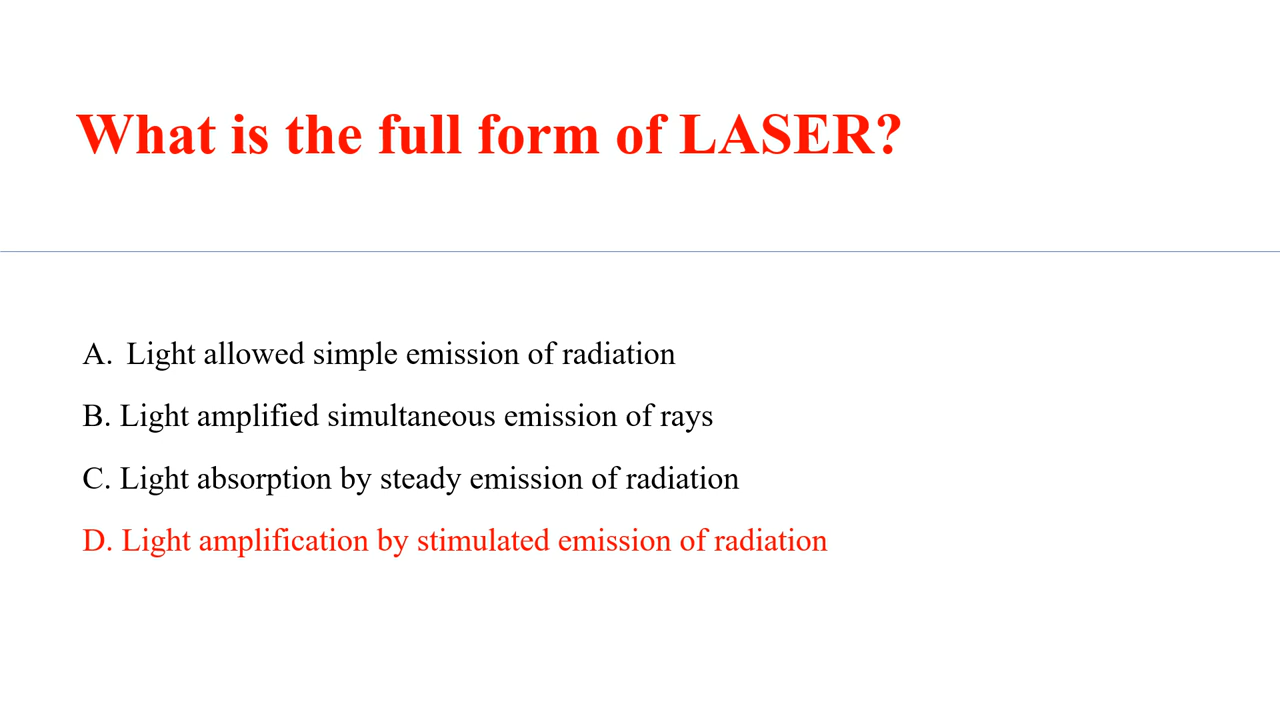 What is the full form of LASER?
A. Light allowed simple emission of radiation
B. Light amplified simultaneous emission of rays
C. Light absorption by steady emission of radiation
D. Light amplification by stimulated emission of radiation